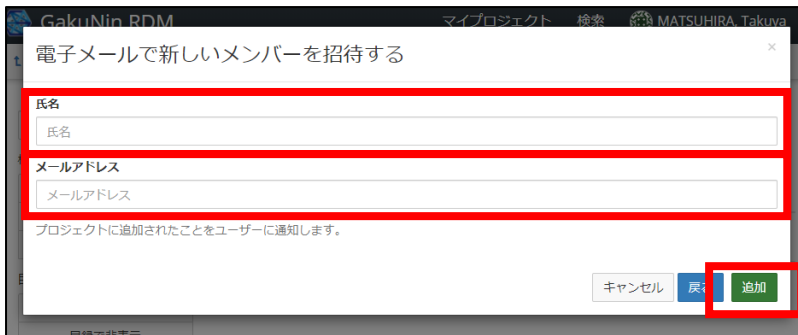 GakuNin RDM マイプロジェクト 検索 MATSUHIRA, Takuya
電子メールで新しいメンバーを招待する ×
氏名
氏名
メールアドレス
メールアドレス
プロジェクトに追加されたことをユーザーに通知します。
キャンセル 戻る 追加